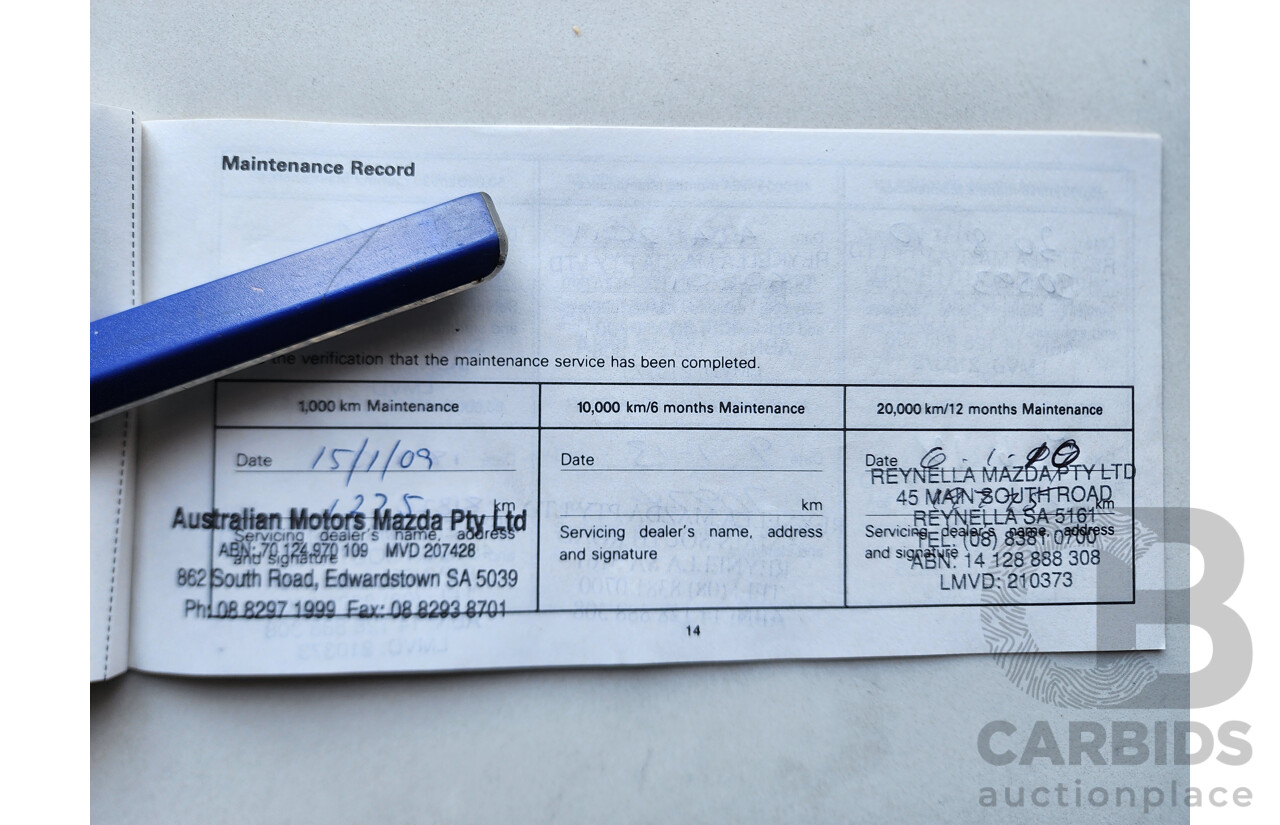 Maintenance Record
the verification that the maintenance service has been completed.
1,000 km Maintenance
Date 15/1/09
1235 km
Servicing dealer's name, address
and signature
Australian Motors Mazda Pty Ltd
ABN: 70 124 970 109 MVD 207428
862 South Road, Edwardstown SA 5039
Ph: 08 8297 1999 Fax: 08 8293 8701
10,000 km/6 months Maintenance
Date
km
Servicing dealer's name, address
and signature
20,000 km/12 months Maintenance
Date
km
Servicing dealer's name, address
and signature
REYNELLA MAZDA PTY LTD
45 MAIN SOUTH ROAD
REYNELLA SA 5161
TEL: (08) 8381 0700
ABN: 14 128 888 308
LMVD: 210373
14
CARBIDS
auctionplace